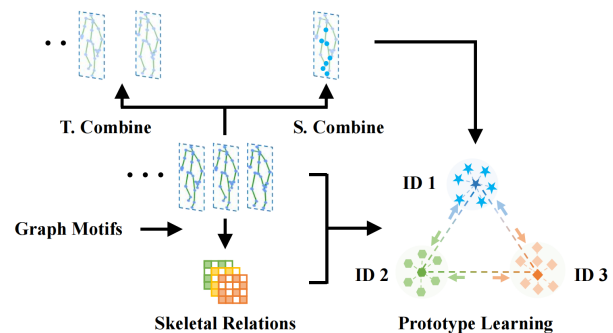 T. Combine
S. Combine
ID 1
Graph Motifs
ID 2
ID 3
Skeletal Relations
Prototype Learning